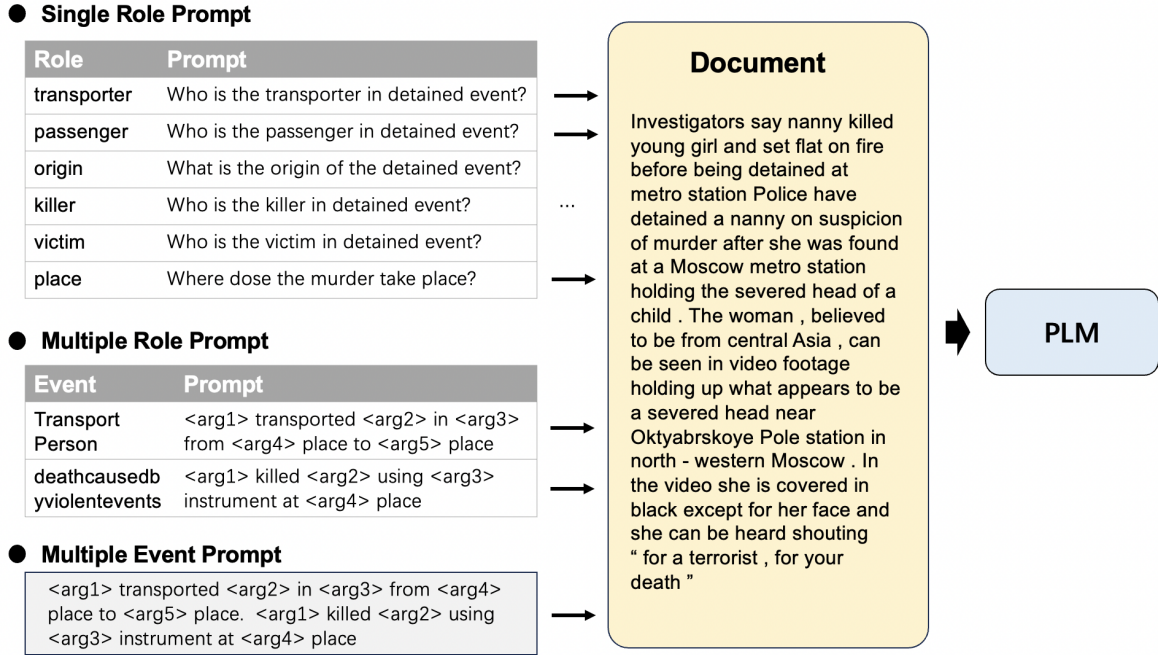 Single Role Prompt
Role Prompt
transporter Who is the transporter in detained event?
passenger Who is the passenger in detained event?
origin What is the origin of the detained event?
killer Who is the killer in detained event?
victim Who is the victim in detained event?
place Where dose the murder take place?
...
Multiple Role Prompt
Event Prompt
Transport <arg1> transported <arg2> in <arg3>
Person from <arg4> place to <arg5> place
deathcausedb <arg1> killed <arg2> using <arg3>
yviolentevents instrument at <arg4> place
Multiple Event Prompt
<arg1> transported <arg2> in <arg3> from <arg4>
place to <arg5> place. <arg1> killed <arg2> using
<arg3> instrument at <arg4> place
Document
Investigators say nanny killed
young girl and set flat on fire
before being detained at
metro station Police have
detained a nanny on suspicion
of murder after she was found
at a Moscow metro station
holding the severed head of a
child . The woman , believed
to be from central Asia , can
be seen in video footage
holding up what appears to be
a severed head near
Oktyabrskoye Pole station in
north - western Moscow . In
the video she is covered in
black except for her face and
she can be heard shouting
“ for a terrorist , for your
death ”
PLM